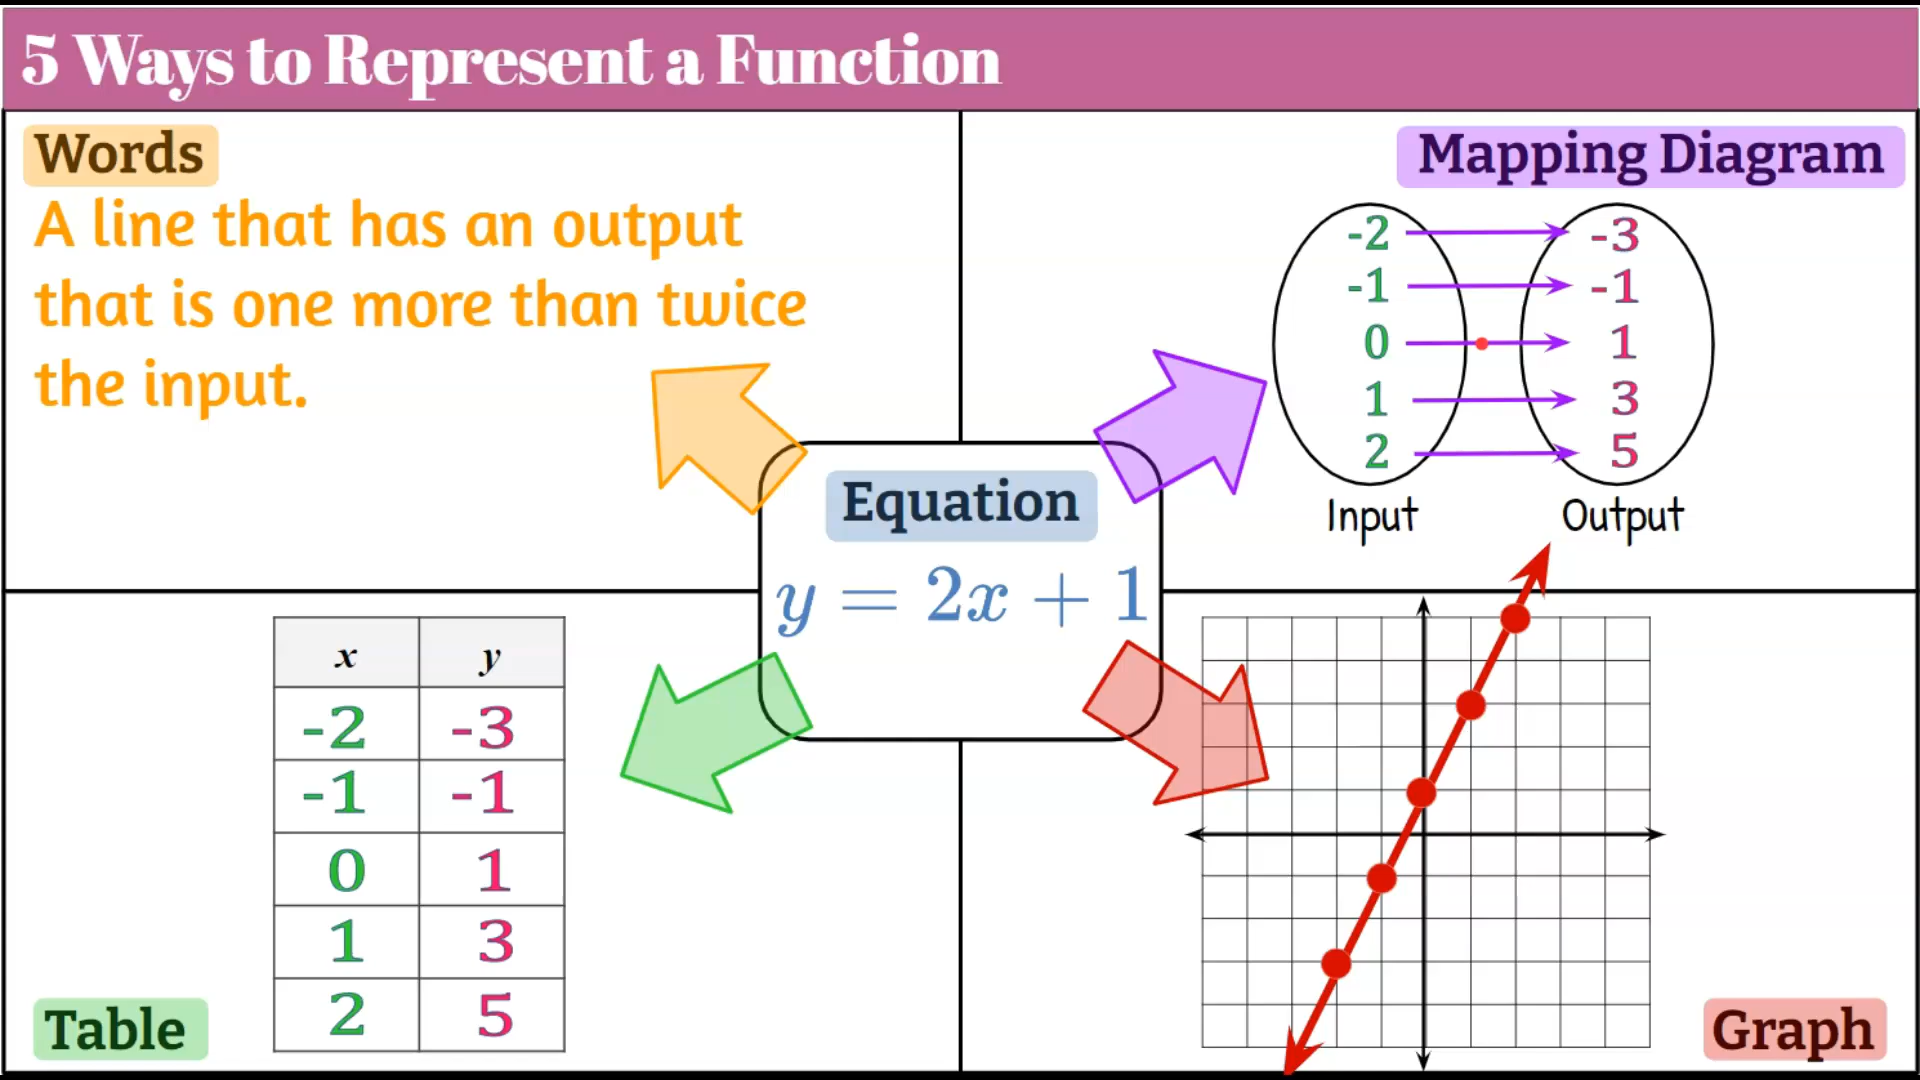 5 Ways to Represent a Function
Words
A line that has an output
that is one more than twice
the input.
Mapping Diagram
-2 -3
-1 -1
0 1
1 3
2 5
Input Output
Equation
y = 2x + 1
x y
-2 -3
-1 -1
0 1
1 3
2 5
Table
Graph